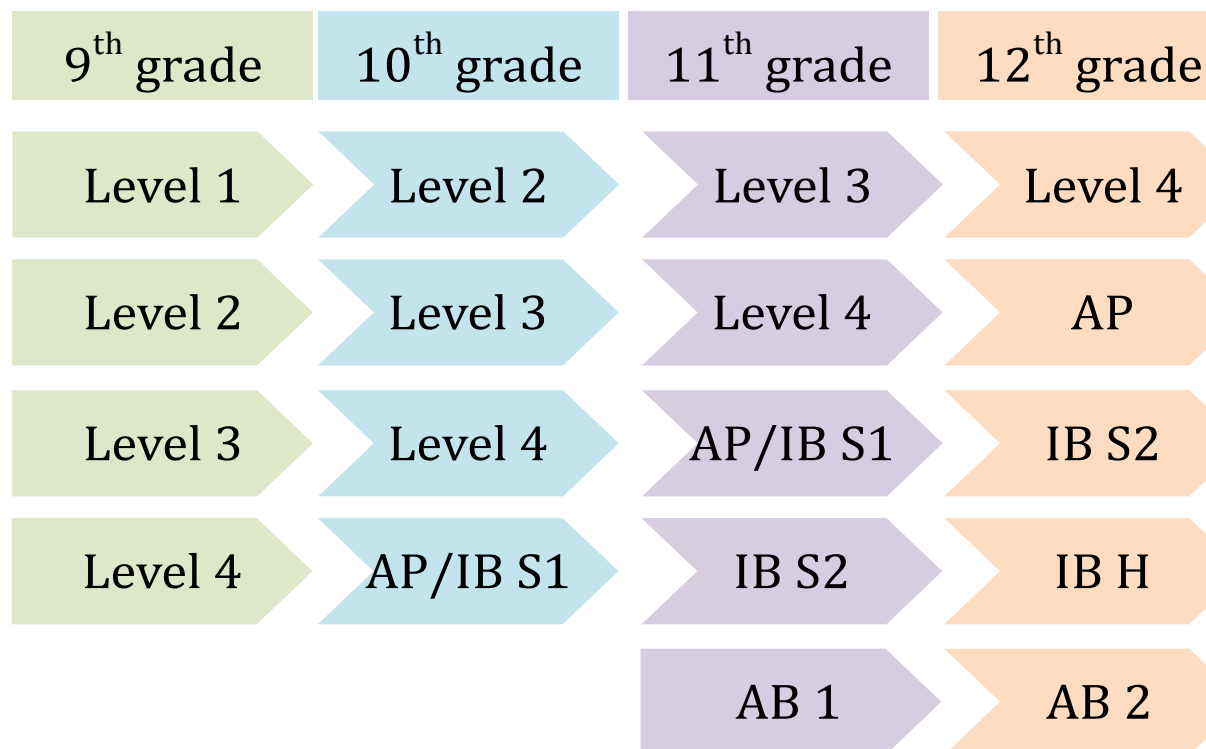 9th grade 10th grade 11th grade 12th grade
Level 1 Level 2 Level 3 Level 4
Level 2 Level 3 Level 4 AP
Level 3 Level 4 AP/IB S1 IB S2
Level 4 AP/IB S1 IB S2 IB H
AB 1 AB 2